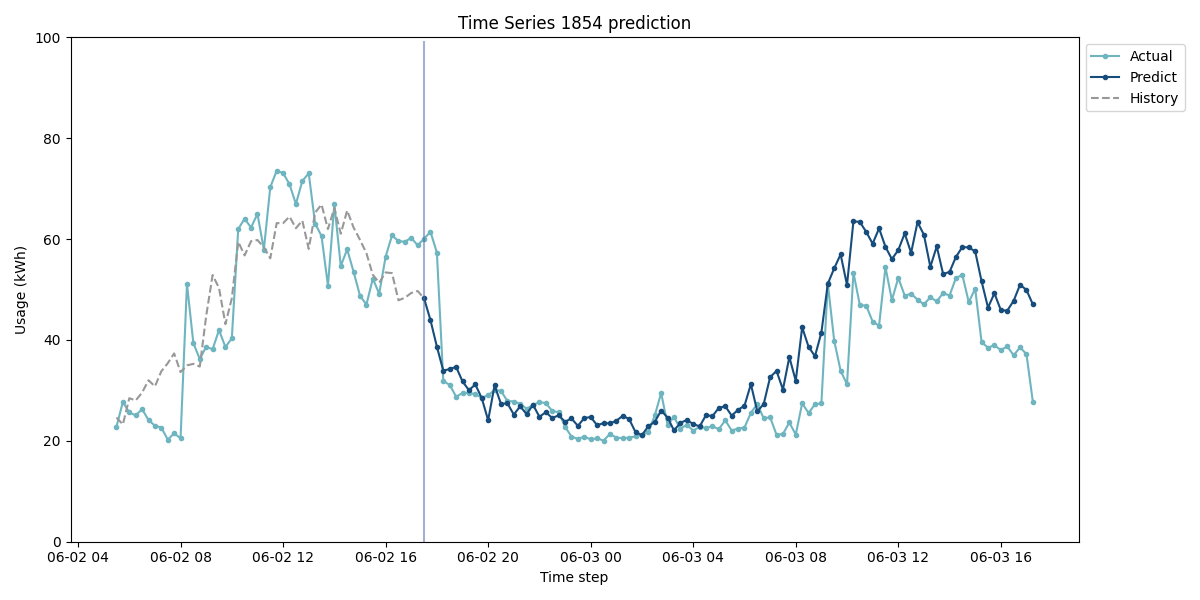 Time Series 1854 prediction
100
80
60
40
20
0
Usage (kWh)
06-02 04
06-02 08
06-02 12
06-02 16
06-02 20
06-03 00
06-03 04
06-03 08
06-03 12
06-03 16
Time step
Actual
Predict
History